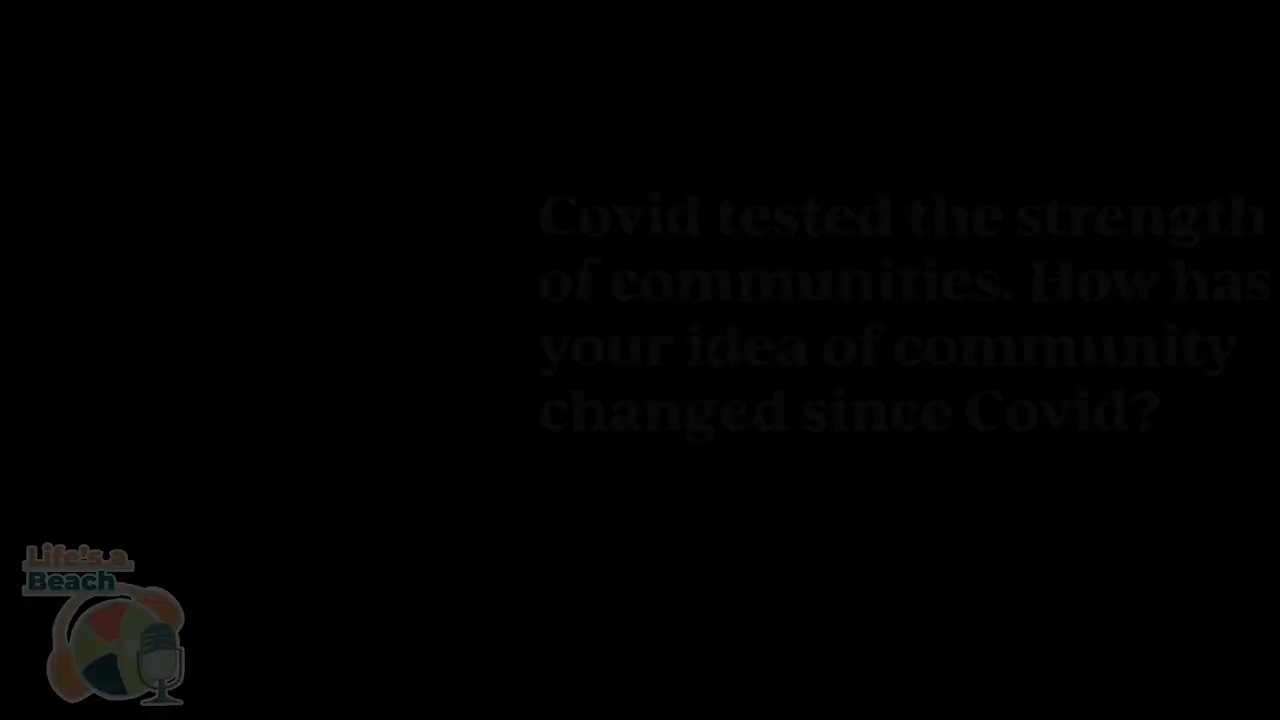 Covid tested the strength
of communities. How has
your idea of community
changed since Covid?
Life's a
Beach